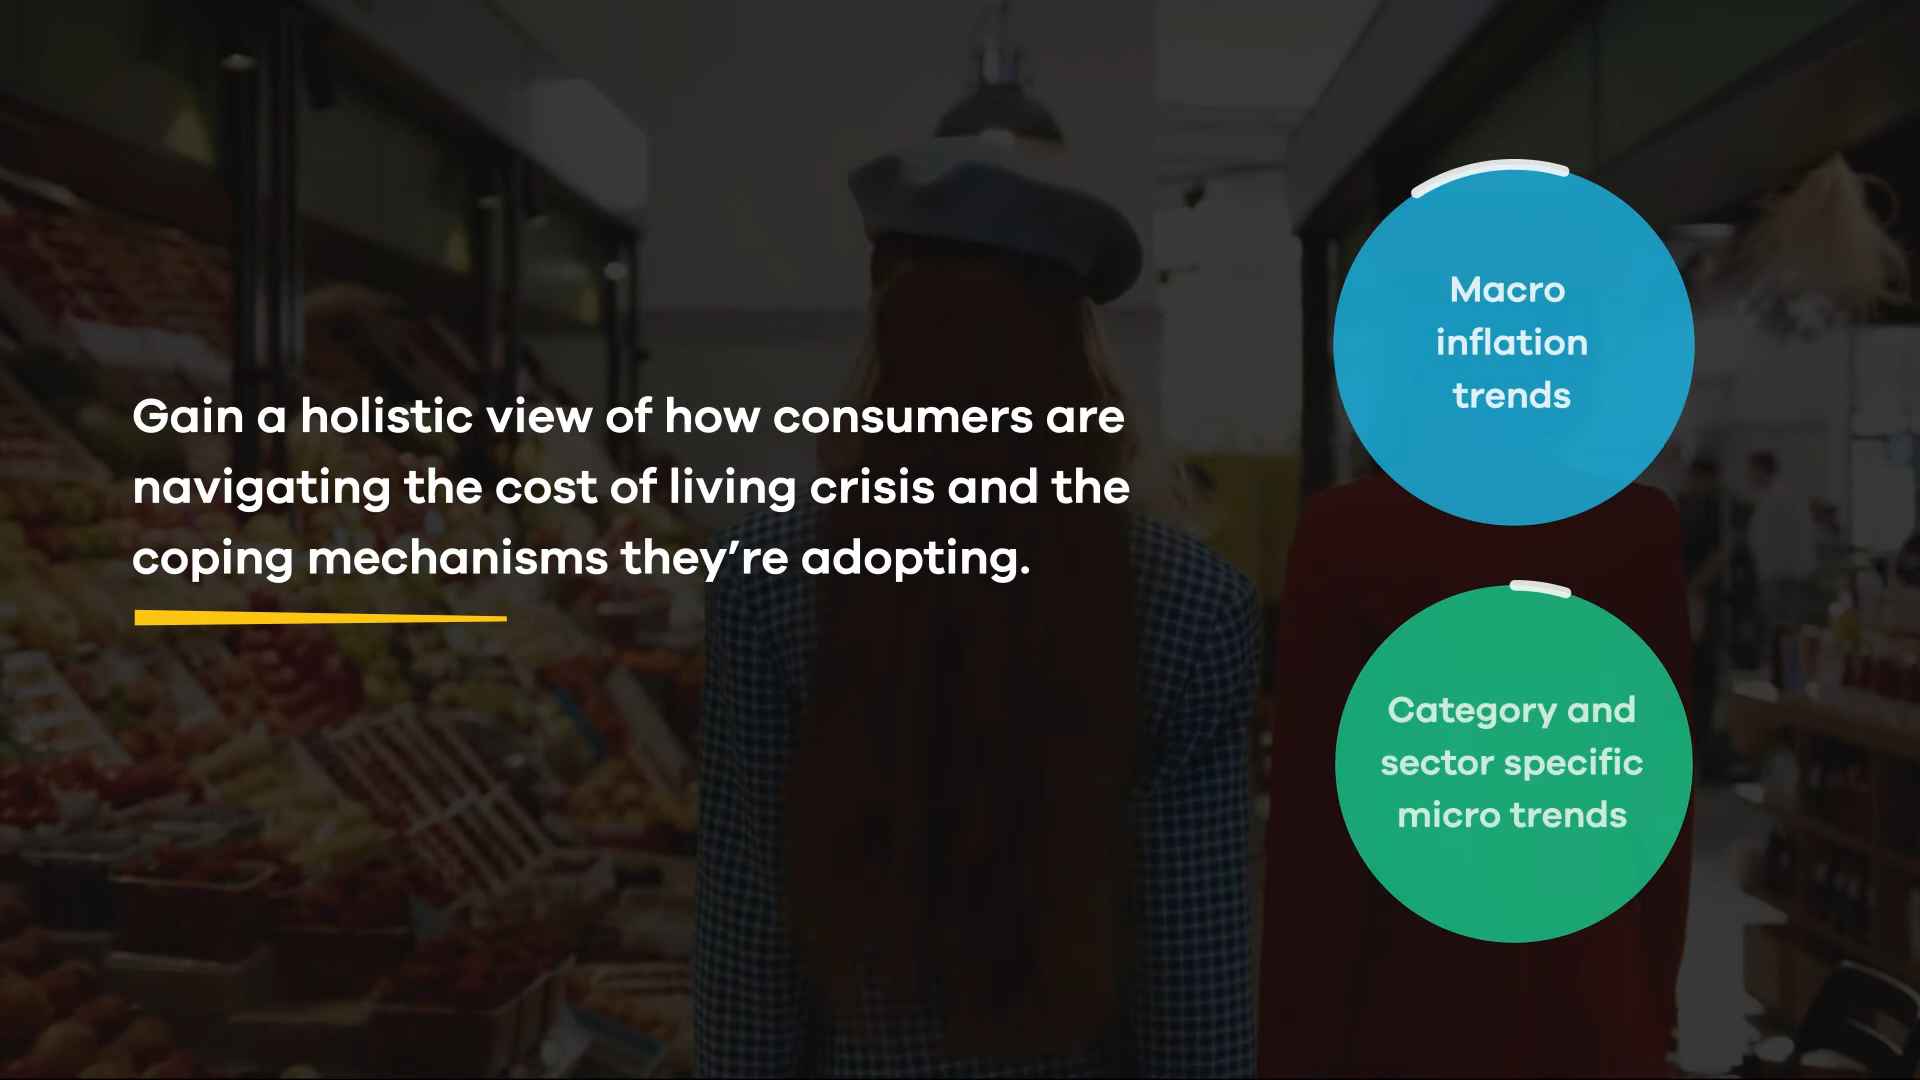 Gain a holistic view of how consumers are
navigating the cost of living crisis and the
coping mechanisms they’re adopting.
Macro
inflation
trends
Category and
sector specific
micro trends